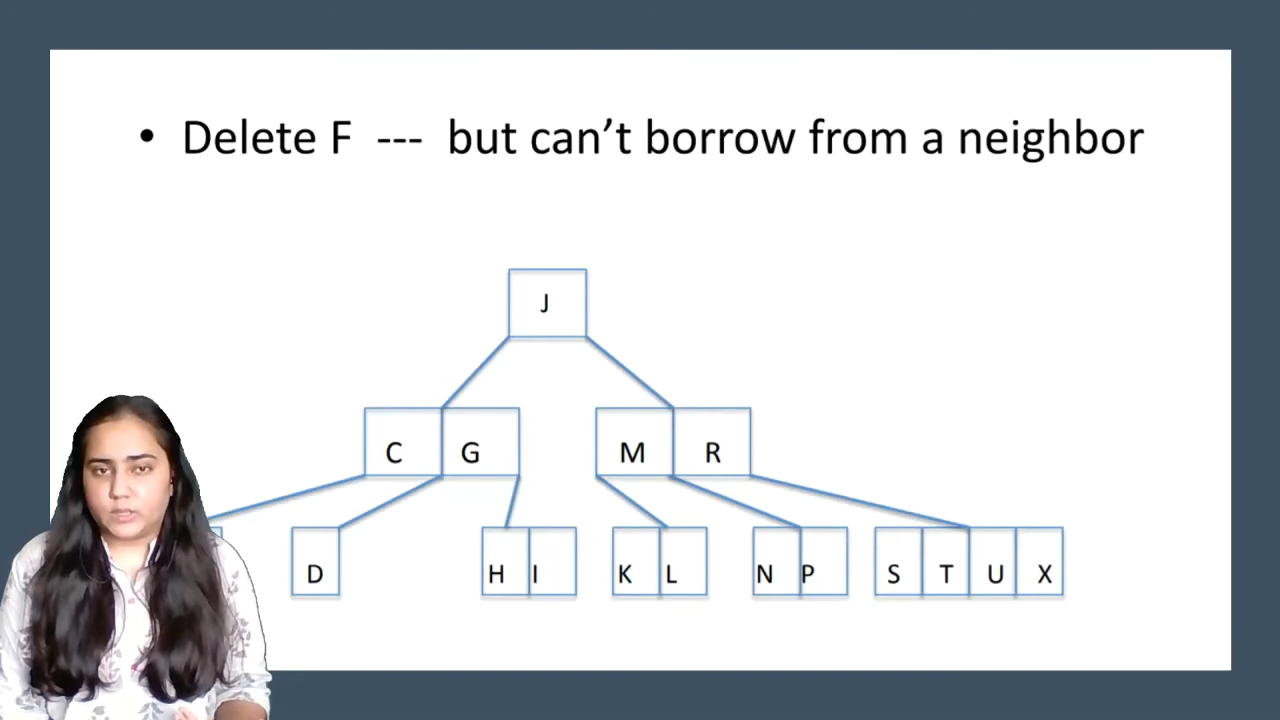 • Delete F --- but can't borrow from a neighbor
J
C G M R
D H I K L N P S T U X